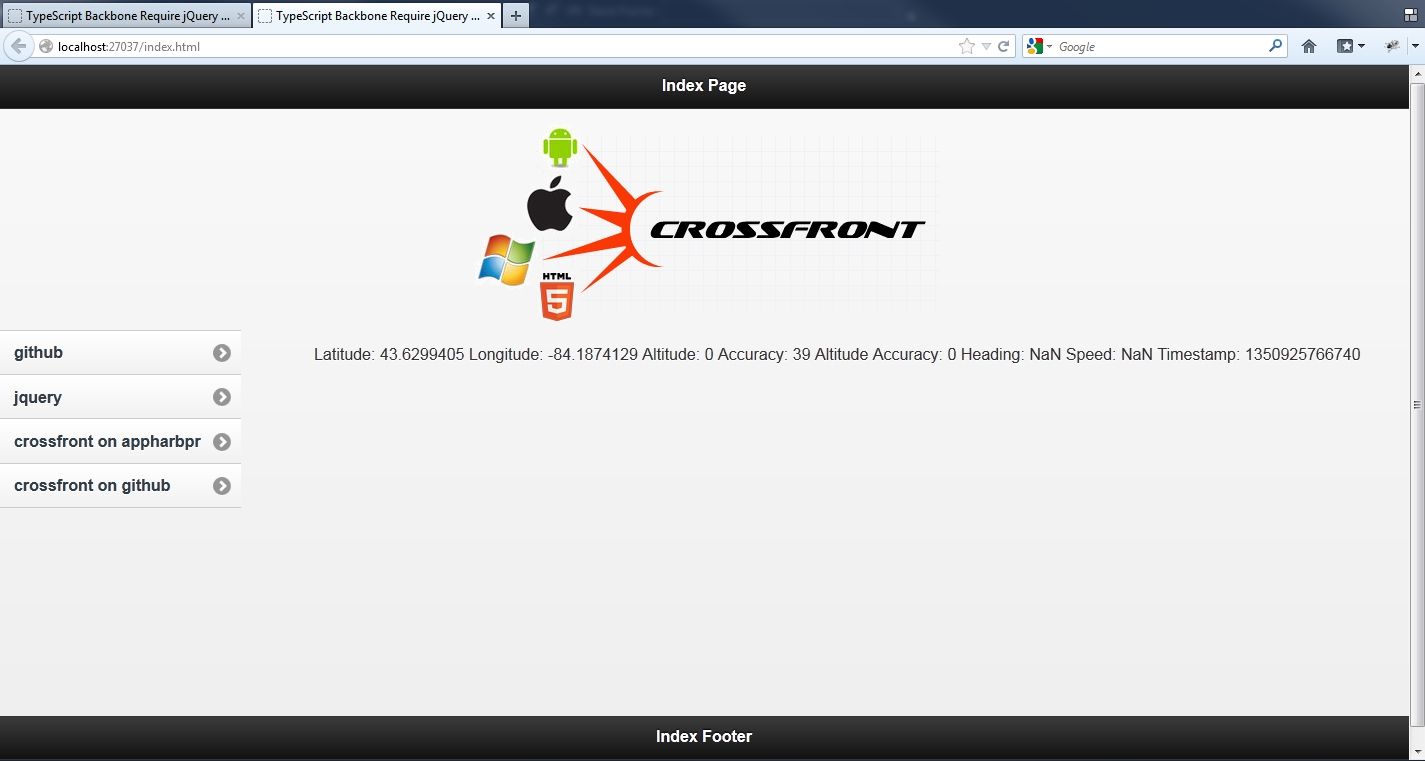 TypeScript Backbone Require jQuery ...
TypeScript Backbone Require jQuery ...
localhost:27037/index.html
Google
Index Page
HTML
5
CROSSFRONT
github
jquery
crossfront on appharbpr
crossfront on github
Latitude: 43.6299405 Longitude: -84.1874129 Altitude: 0 Accuracy: 39 Altitude Accuracy: 0 Heading: NaN Speed: NaN Timestamp: 1350925766740
Index Footer